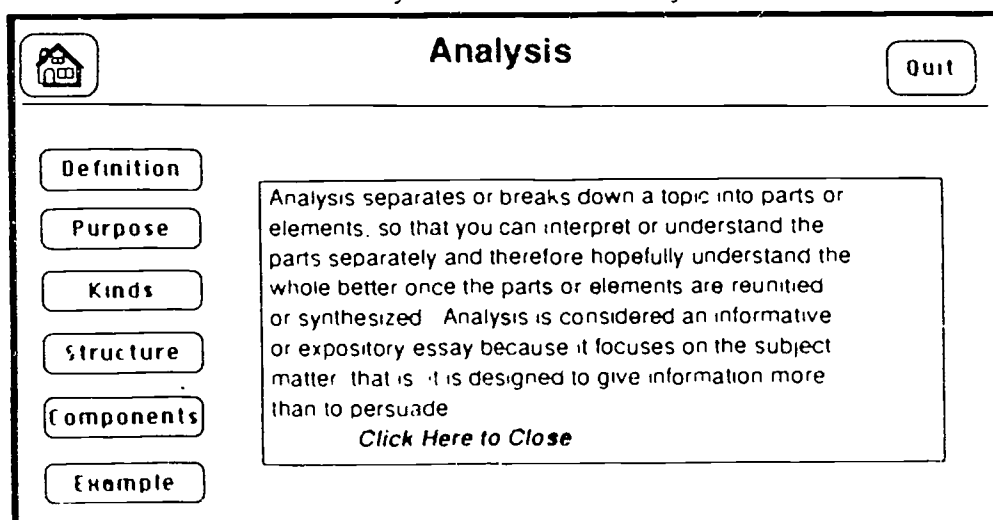 Analysis
Quit
Definition
Purpose
Kinds
Structure
Components
Example
Analysis separates or breaks down a topic into parts or
elements, so that you can interpret or understand the
parts separately and therefore hopefully understand the
whole better once the parts or elements are reunitied
or synthesized Analysis is considered an informative
or expository essay because it focuses on the subject
matter that is it is designed to give information more
than to persuade
Click Here to Close